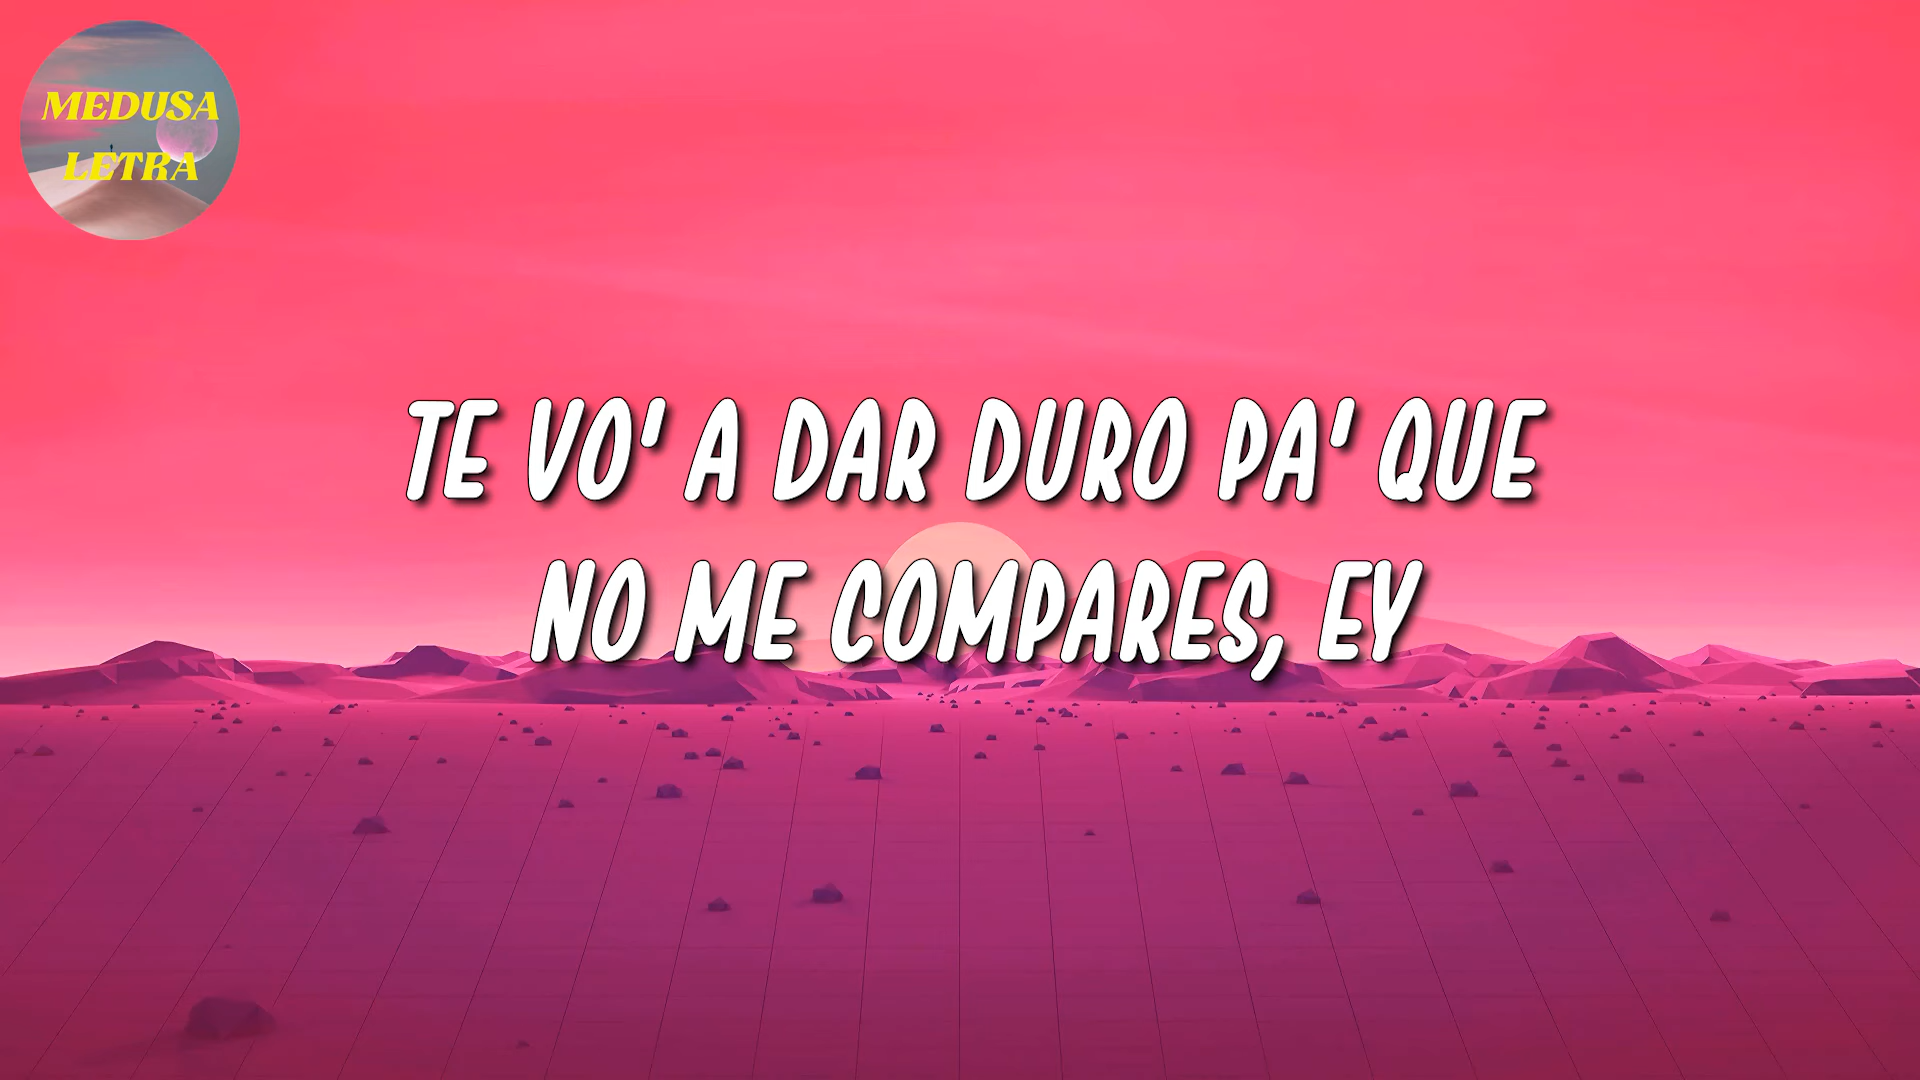 MEDUSA
LETRA
TE VO' A DAR DURO PA' QUE
NO ME COMPARES, EY